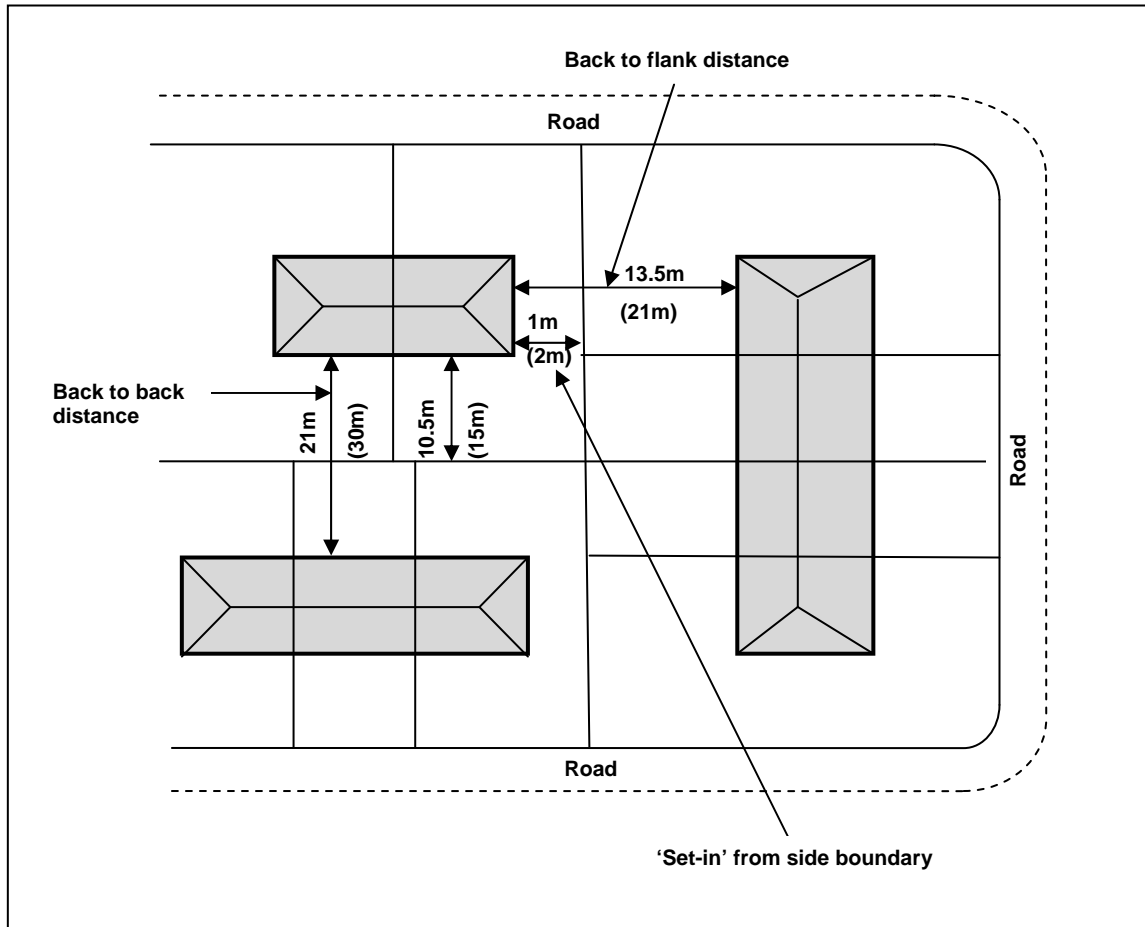 Back to flank distance
Road
13.5m
(21m)
1m
(2m)
Back to back
distance
21m
(30m)
10.5m
(15m)
Road
Road
‘Set-in’ from side boundary